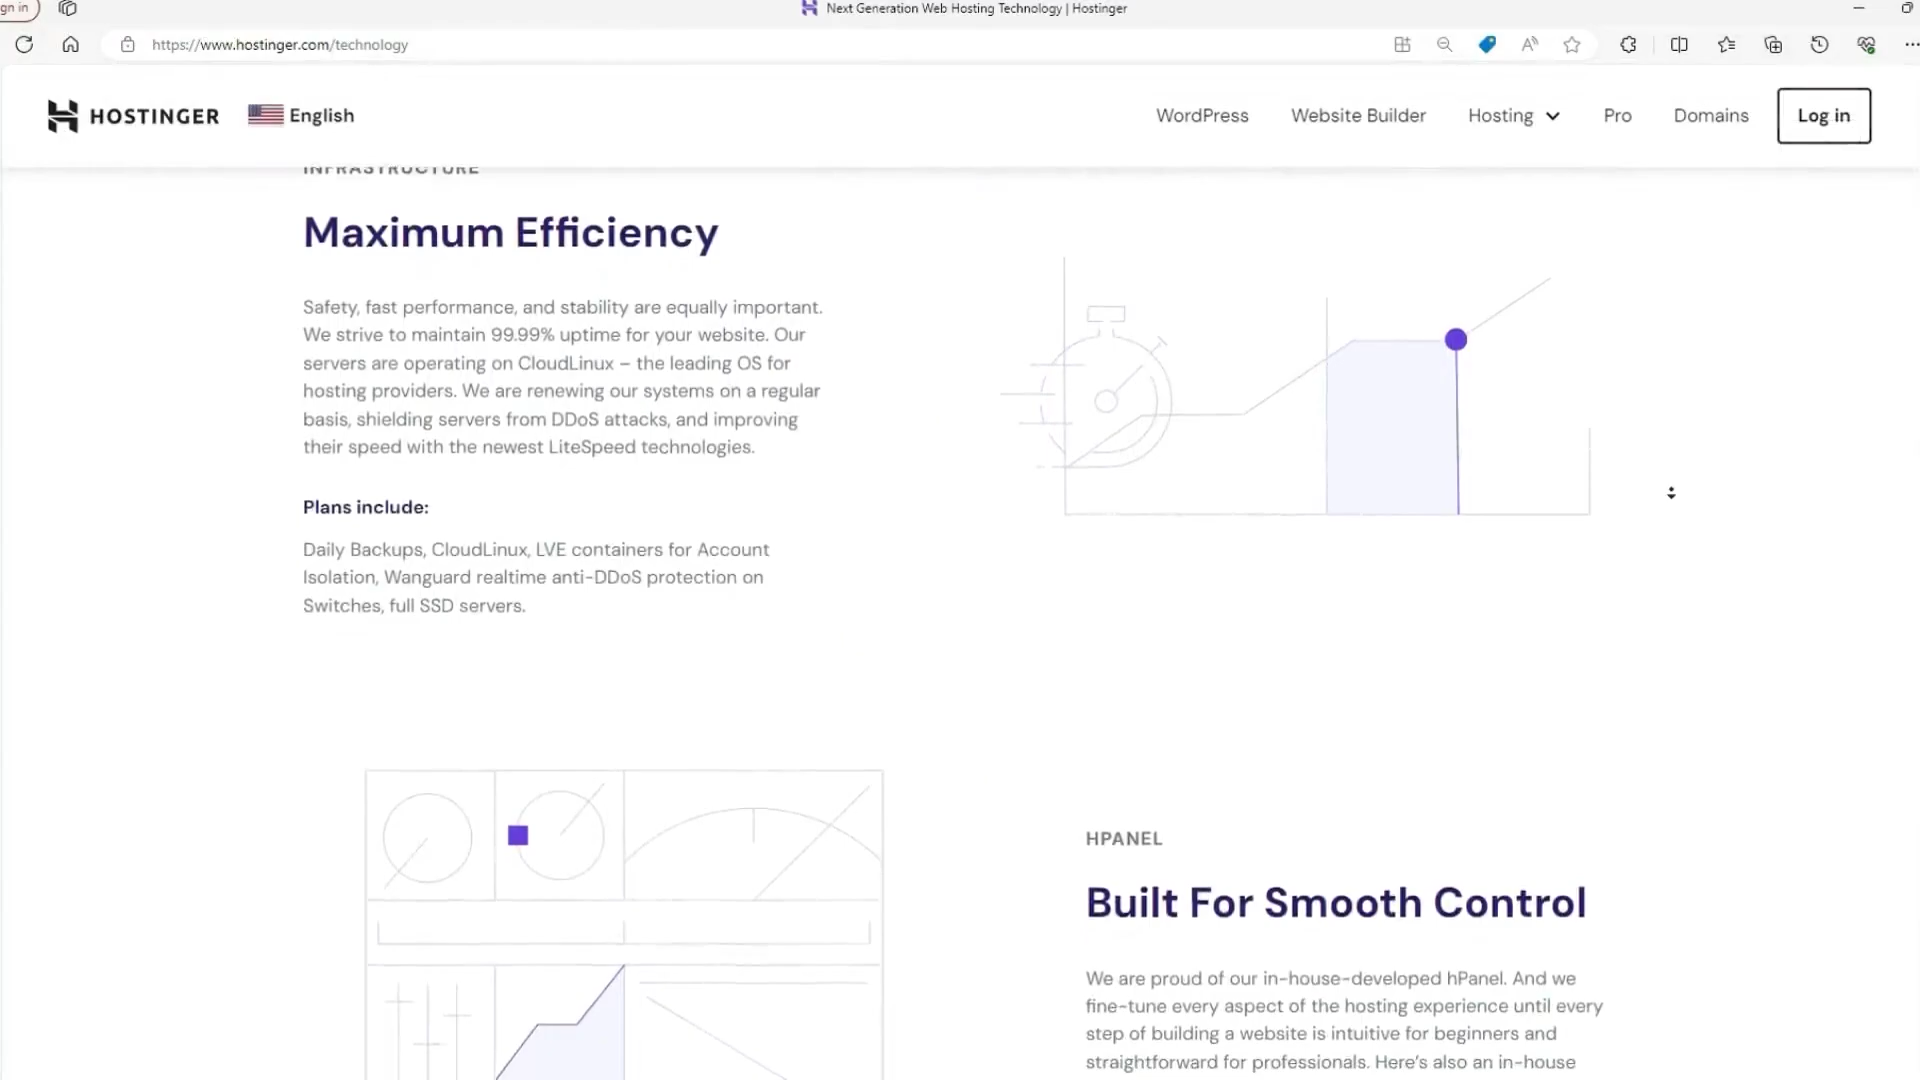 gn in
Next Generation Web Hosting Technology | Hostinger
https://www.hostinger.com/technology
HOSTINGER
English
WordPress
Website Builder
Hosting
Pro
Domains
Log in
INFRASTRUCTURE
Maximum Efficiency
Safety, fast performance, and stability are equally important.
We strive to maintain 99.99% uptime for your website. Our
servers are operating on CloudLinux – the leading OS for
hosting providers. We are renewing our systems on a regular
basis, shielding servers from DDoS attacks, and improving
their speed with the newest LiteSpeed technologies.
Plans include:
Daily Backups, CloudLinux, LVE containers for Account
Isolation, Wanguard realtime anti-DDoS protection on
Switches, full SSD servers.
HPANEL
Built For Smooth Control
We are proud of our in-house-developed hPanel. And we
fine-tune every aspect of the hosting experience until every
step of building a website is intuitive for beginners and
straightforward for professionals. Here's also an in-house